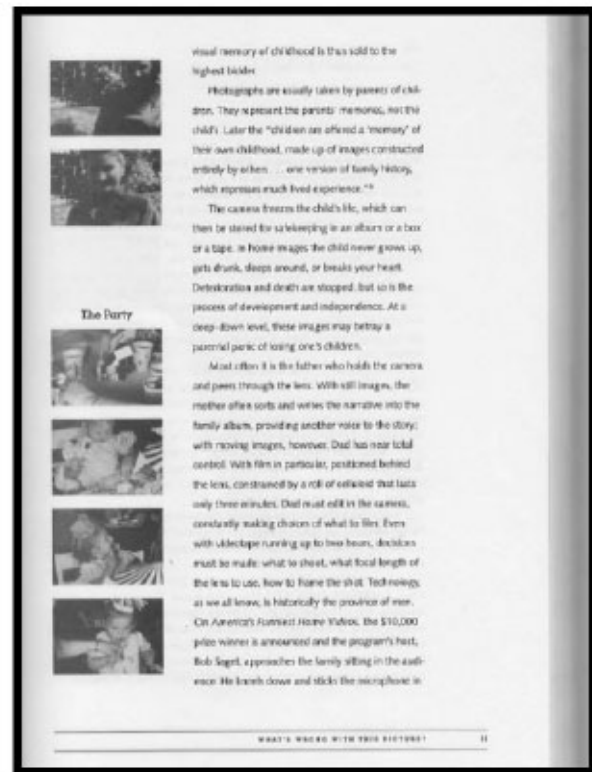 visual memory of childhood is thus sold to the
highest bidder.
Photographs are usually taken by parents of chil-
dren. They represent the parents' memories, not the
child's. Later the "children are offered a 'memory' of
their own childhood, made up of images constructed
entirely by others . . . one version of family history,
which represses much lived experience."
The camera freezes the child's life, which can
then be stored for safekeeping in an album or a box
or a tape. In home images the child never grows up,
gets drunk, sleeps around, or breaks your heart.
Deterioration and death are stopped, but so is the
process of development and independence. At a
deep-down level, these images may betray a
parental panic of losing one's children.
The Party
Most often it is the father who holds the camera
and peers through the lens. With still images, the
mother often sorts and writes the narrative into the
family album, providing another voice to the story;
with moving images, however, Dad has near total
control. With film in particular, positioned behind
the lens, constrained by a roll of celluloid that lasts
only three minutes, Dad must edit in the camera,
constantly making choices of what to film. Even
with videotape running up to two hours, decisions
must be made: what to shoot, what focal length of
the lens to use, how to frame the shot. Technology,
as we all know, is historically the province of men.
On America's Funniest Home Videos, the $10,000
prize winner is announced and the program's host,
Bob Saget, approaches the family sitting in the audi-
ence. He kneels down and sticks the microphone in
WHAT'S WRONG WITH THIS PICTURE?